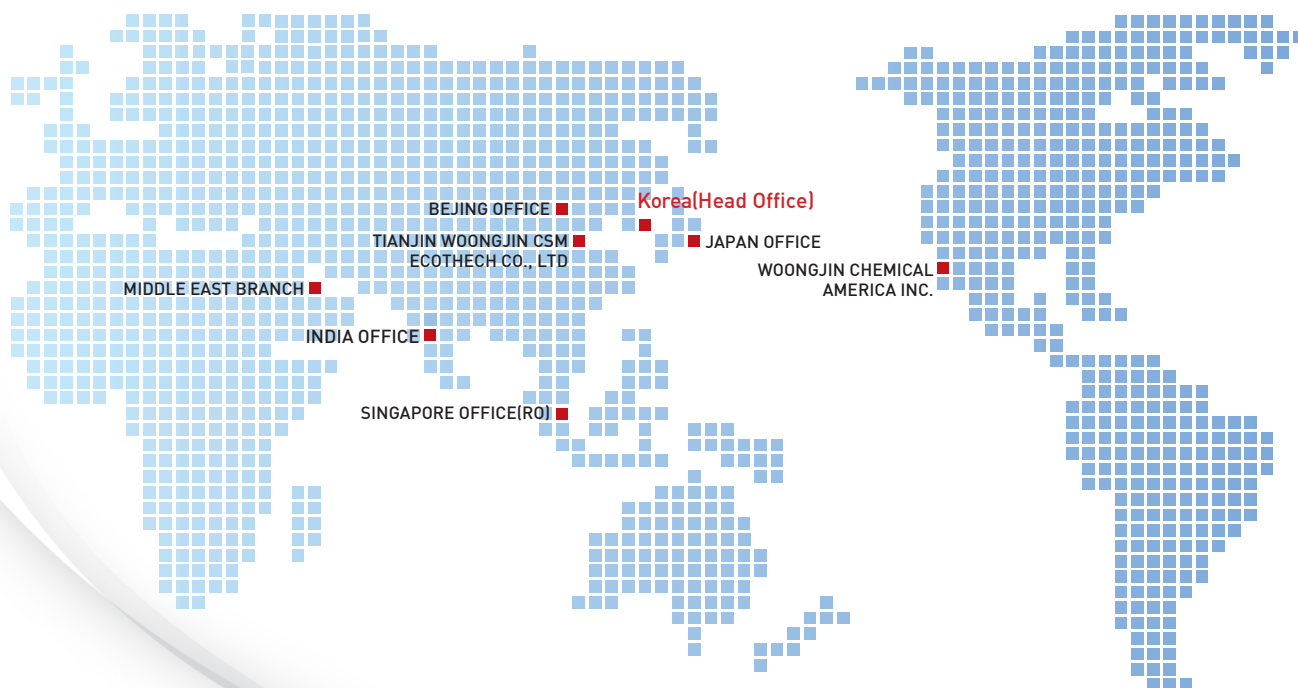 Korea(Head Office)
BEJING OFFICE
TIANJIN WOONGJIN CSM
ECOTHECH CO., LTD
JAPAN OFFICE
WOONGJIN CHEMICAL
AMERICA INC.
MIDDLE EAST BRANCH
INDIA OFFICE
SINGAPORE OFFICE(RO)